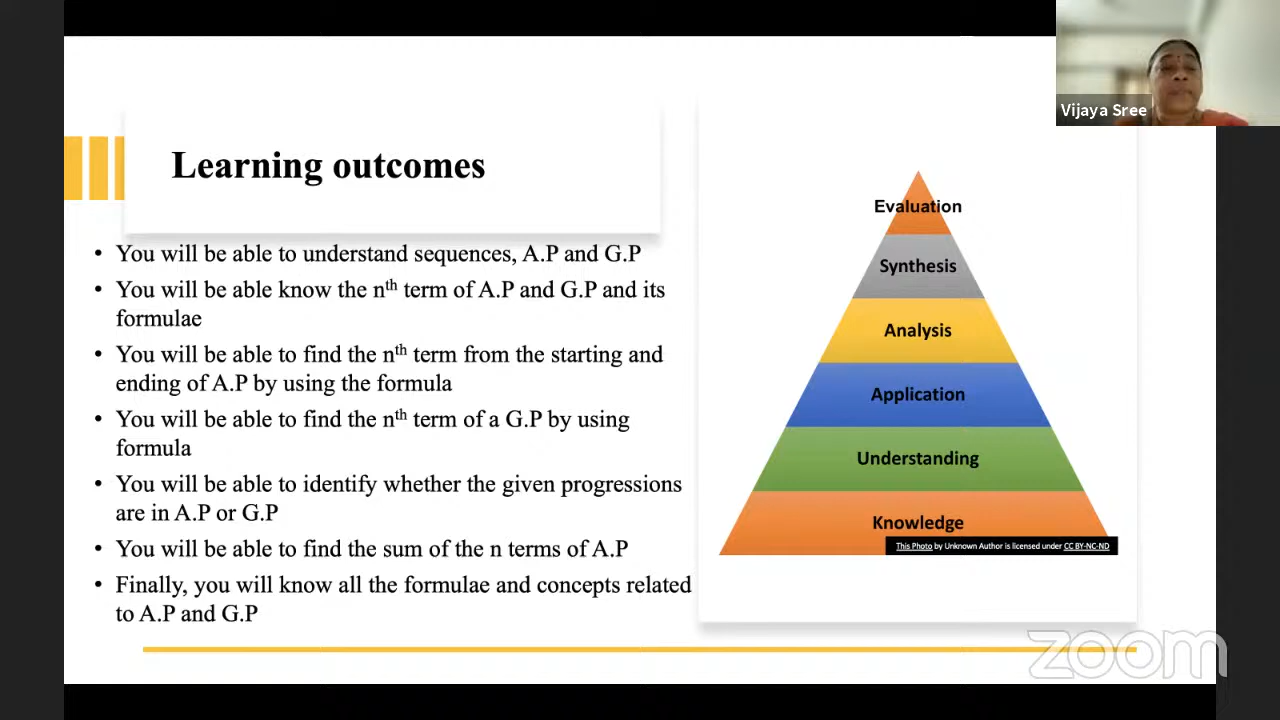 Vijaya Sree
Learning outcomes
• You will be able to understand sequences, A.P and G.P
• You will be able know the nth term of A.P and G.P and its
formulae
• You will be able to find the nth term from the starting and
ending of A.P by using the formula
• You will be able to find the nth term of a G.P by using
formula
• You will be able to identify whether the given progressions
are in A.P or G.P
• You will be able to find the sum of the n terms of A.P
• Finally, you will know all the formulae and concepts related
to A.P and G.P
Evaluation
Synthesis
Analysis
Application
Understanding
Knowledge
This Photo by Unknown Author is licensed under CC BY-NC-ND
zoom